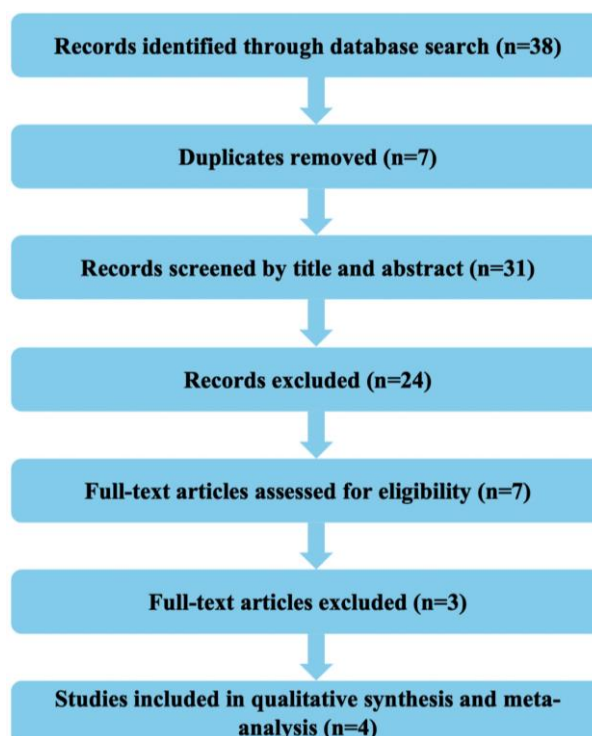 Records identified through database search (n=38)
Duplicates removed (n=7)
Records screened by title and abstract (n=31)
Records excluded (n=24)
Full-text articles assessed for eligibility (n=7)
Full-text articles excluded (n=3)
Studies included in qualitative synthesis and meta-
analysis (n=4)